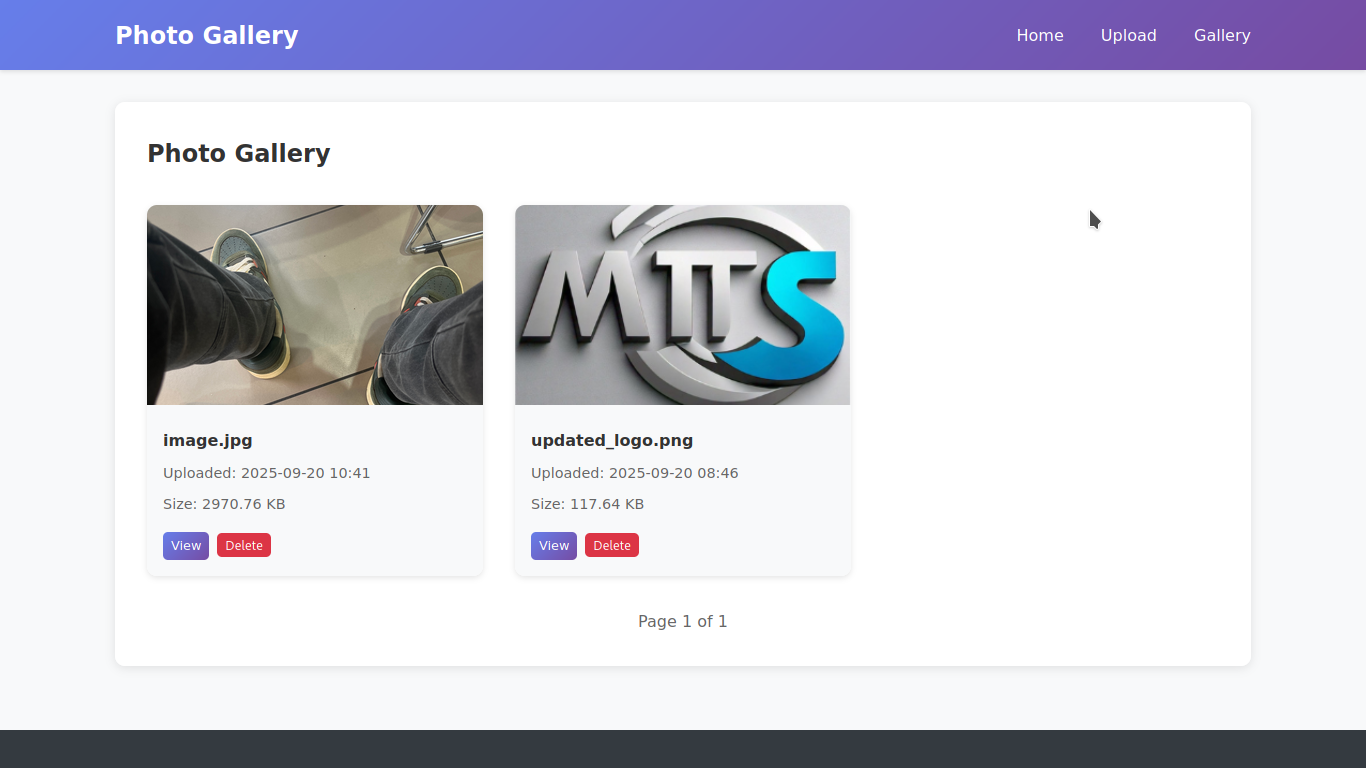 Photo Gallery
Home Upload Gallery
Photo Gallery
MTTS
image.jpg
Uploaded: 2025-09-20 10:41
Size: 2970.76 KB
View Delete
updated_logo.png
Uploaded: 2025-09-20 08:46
Size: 117.64 KB
View Delete
Page 1 of 1